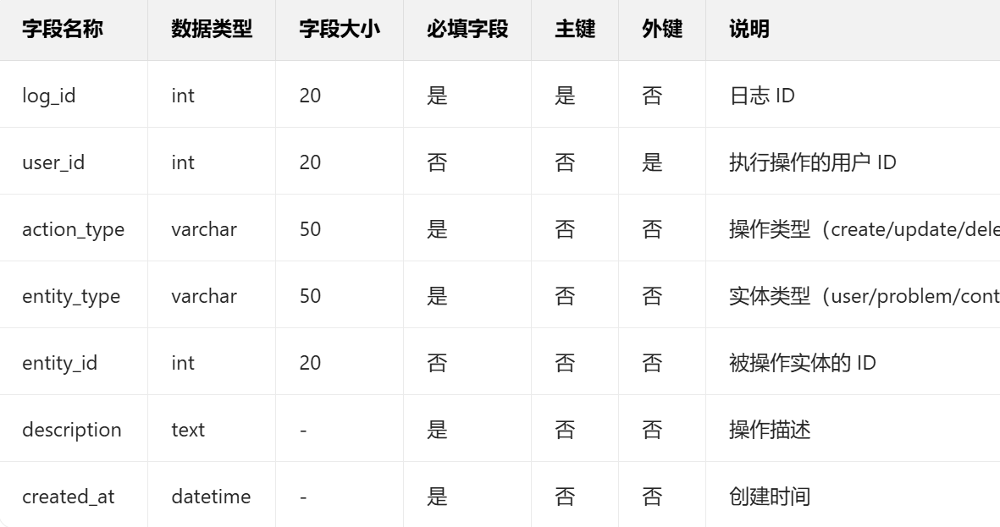 字段名称 数据类型 字段大小 必填字段 主键 外键 说明
log_id int 20 是 是 否 日志 ID
user_id int 20 否 否 是 执行操作的用户 ID
action_type varchar 50 是 否 否 操作类型（create/update/dele
entity_type varchar 50 是 否 否 实体类型（user/problem/cont
entity_id int 20 否 否 否 被操作实体的 ID
description text - 是 否 否 操作描述
created_at datetime - 是 否 否 创建时间